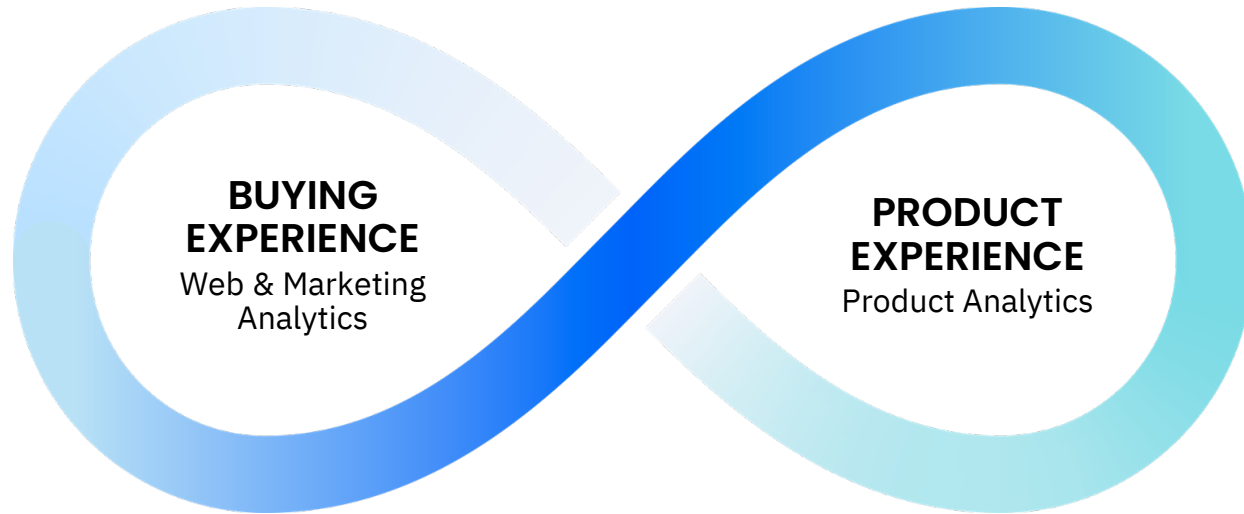 BUYING
EXPERIENCE
Web & Marketing
Analytics
PRODUCT
EXPERIENCE
Product Analytics